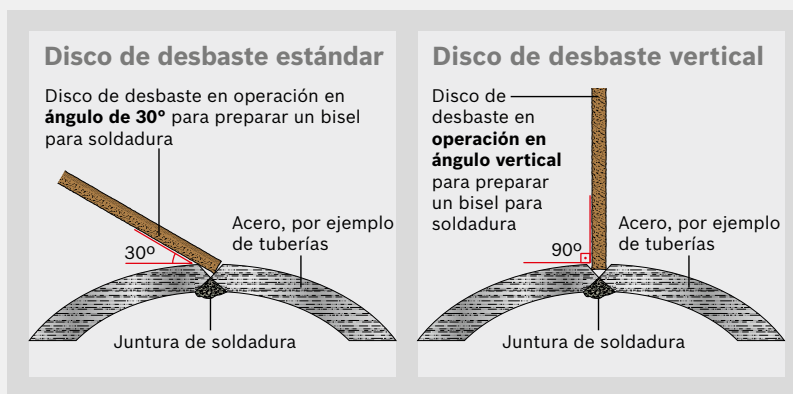 Disco de desbaste estándar
Disco de desbaste en operación en
ángulo de 30º para preparar un bisel
para soldadura
30º
Acero, por ejemplo
de tuberías
Juntura de soldadura
Disco de desbaste vertical
Disco de
desbaste en
operación en
ángulo vertical
para preparar
un bisel para
soldadura
90º
Acero, por ejemplo
de tuberías
Juntura de soldadura